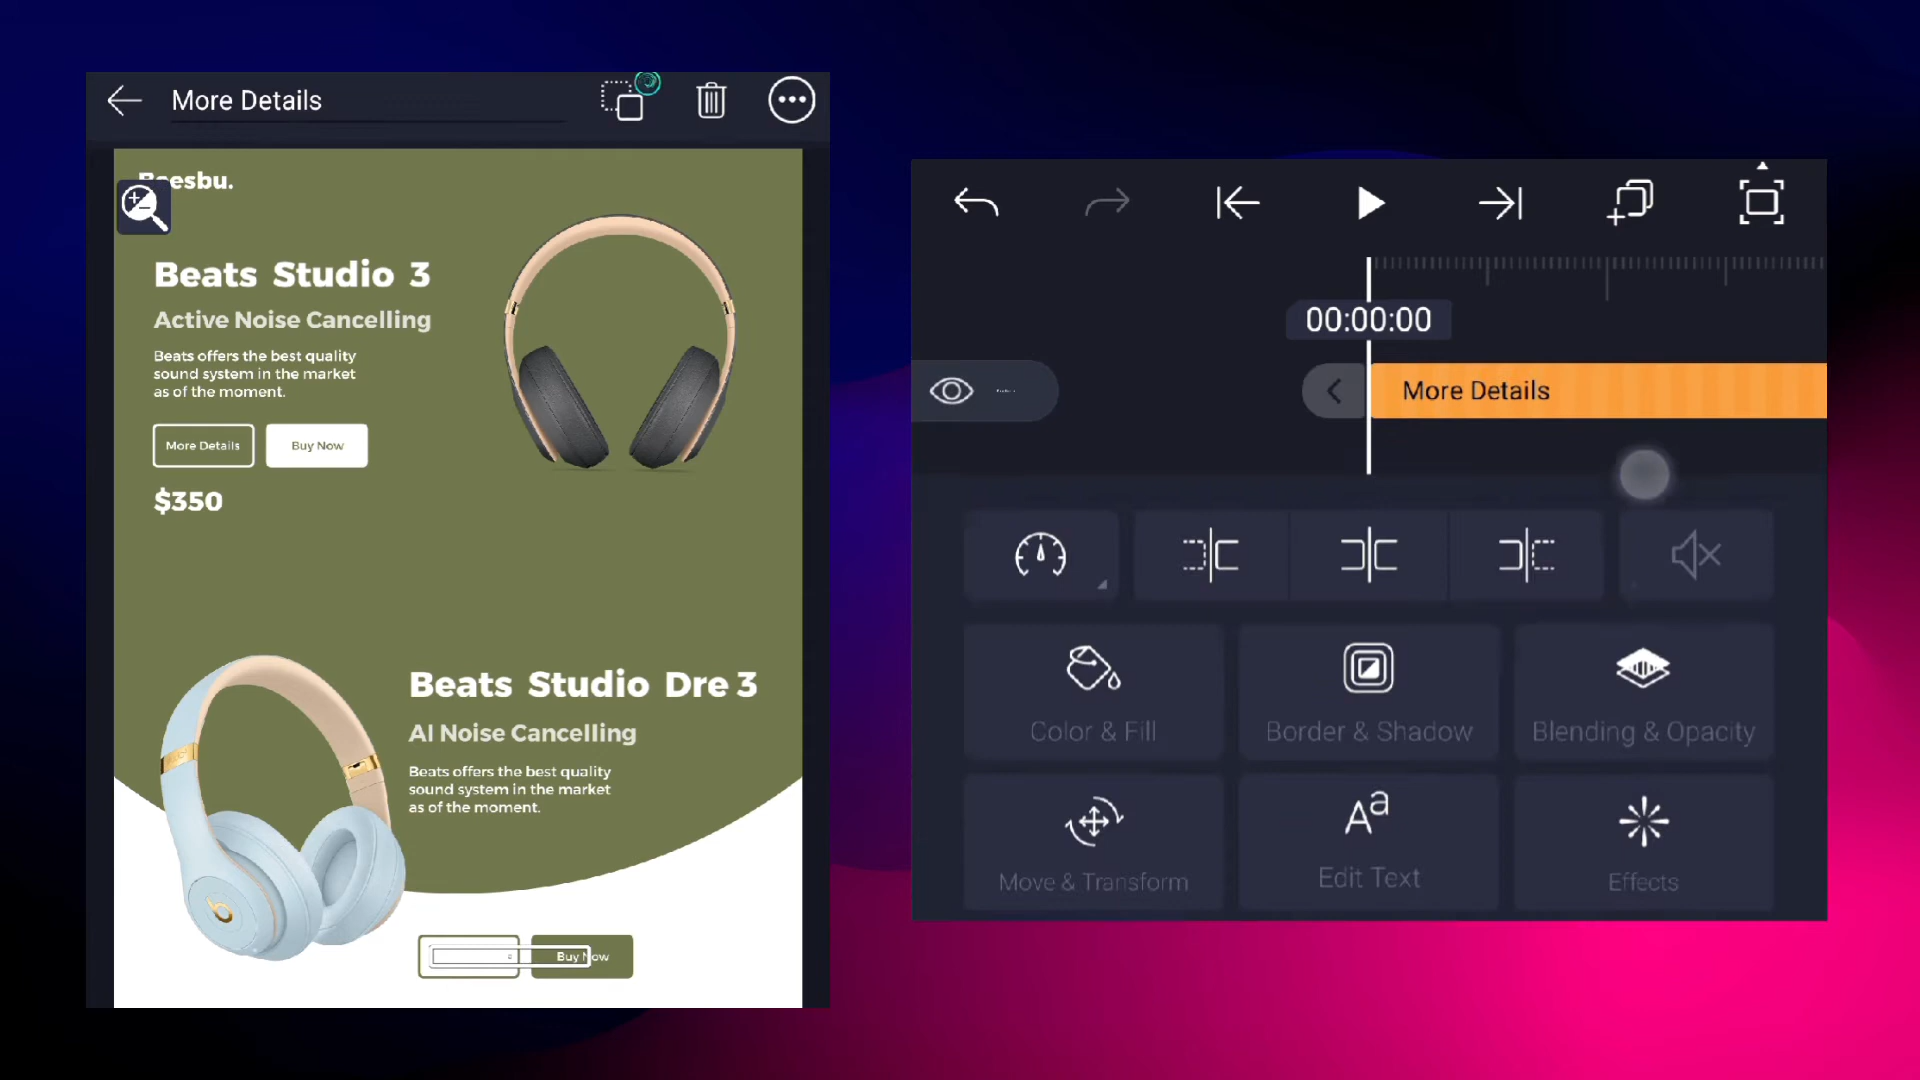 More Details
Beesbu.
Beats Studio 3
Active Noise Cancelling
Beats offers the best quality
sound system in the market
as of the moment.
More Details
Buy Now
$350
Beats Studio Dre 3
AI Noise Cancelling
Beats offers the best quality
sound system in the market
as of the moment.
Buy Now
00:00:00
More Details
Color & Fill
Border & Shadow
Blending & Opacity
Move & Transform
Edit Text
Effects